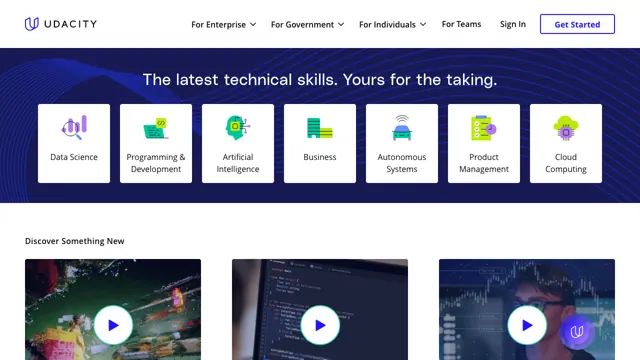 UDACITY
For Enterprise
For Government
For Individuals
For Teams
Sign In
Get Started
The latest technical skills. Yours for the taking.
Data Science
Programming &
Development
Artificial
Intelligence
Business
Autonomous
Systems
Product
Management
Cloud
Computing
Discover Something New